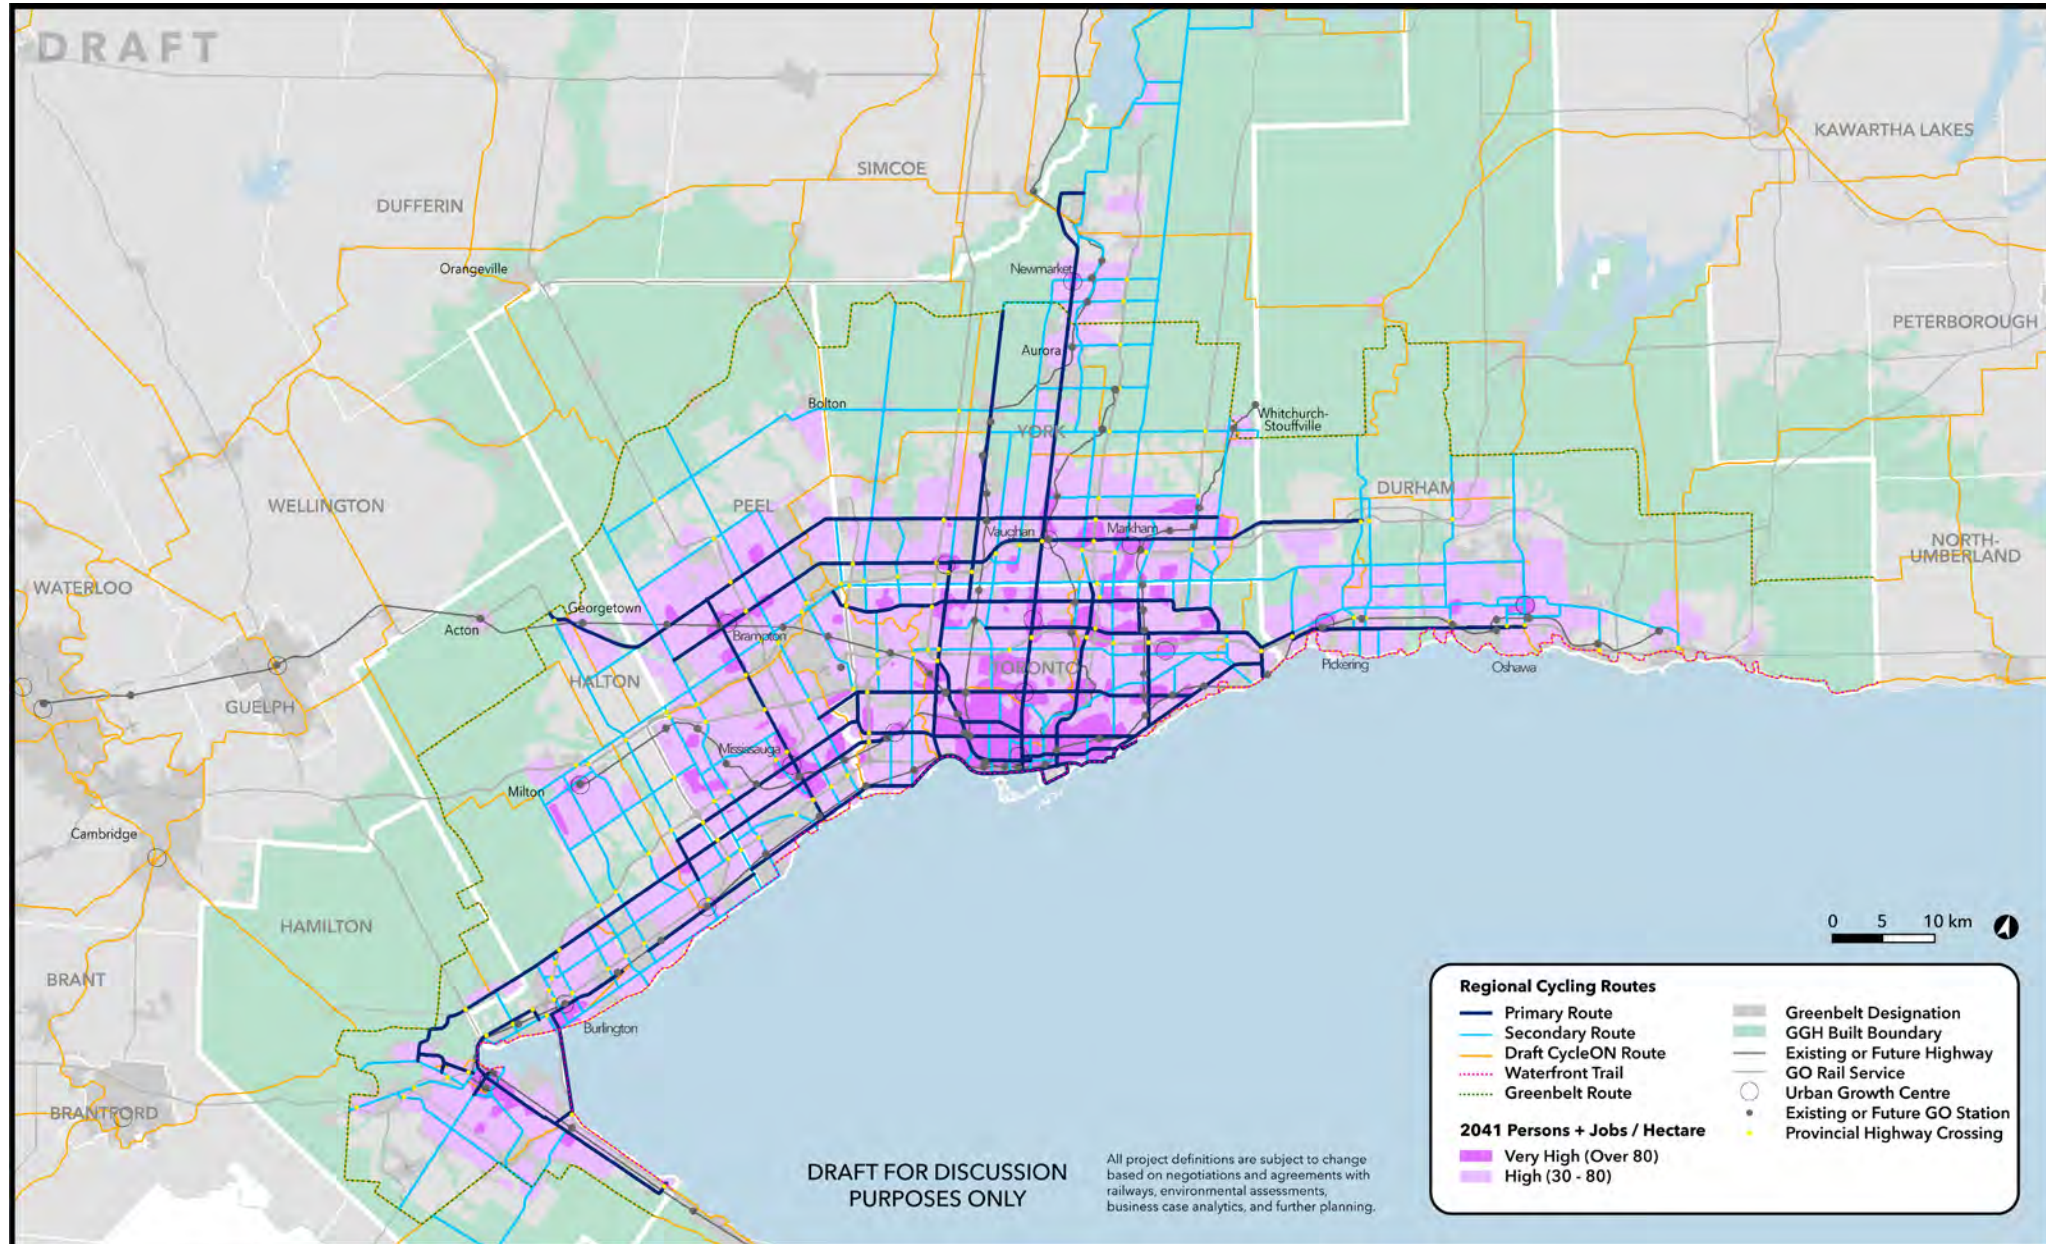 DRAFT
KAWARTHA LAKES
SIMCOE
DUFFERIN
Orangeville
Newmarket
PETERBOROUGH
Aurora
Bolton
Whitchurch-
Stouffville
YORK
DURHAM
WELLINGTON
PEEL
Vaughan
Markham
NORTH-
UMBERLAND
WATERLOO
Georgetown
Acton
Brampton
TORONTO
Pickering
Oshawa
HALTON
GUELPH
Mississauga
Milton
Cambridge
HAMILTON
BRANT
Burlington
BRANTFORD
0 5 10 km
Regional Cycling Routes
Primary Route
Secondary Route
Draft CycleON Route
Waterfront Trail
Greenbelt Route
2041 Persons + Jobs / Hectare
Very High (Over 80)
High (30 - 80)
Greenbelt Designation
GGH Built Boundary
Existing or Future Highway
GO Rail Service
Urban Growth Centre
Existing or Future GO Station
Provincial Highway Crossing
DRAFT FOR DISCUSSION
PURPOSES ONLY
All project definitions are subject to change
based on negotiations and agreements with
railways, environmental assessments,
business case analytics, and further planning.